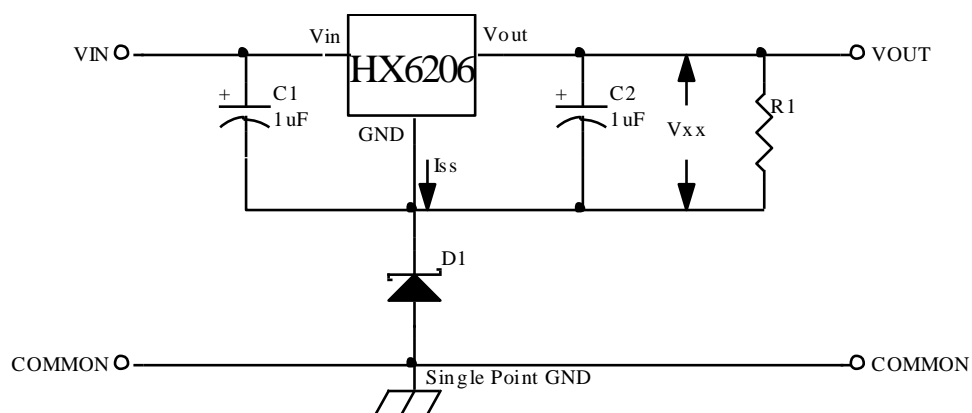 VIN
Vin
HX6206
Vout
VOUT
+
C1
1uF
GND
Iss
+
C2
1uF
Vxx
R1
D1
COMMON
Single Point GND
COMMON